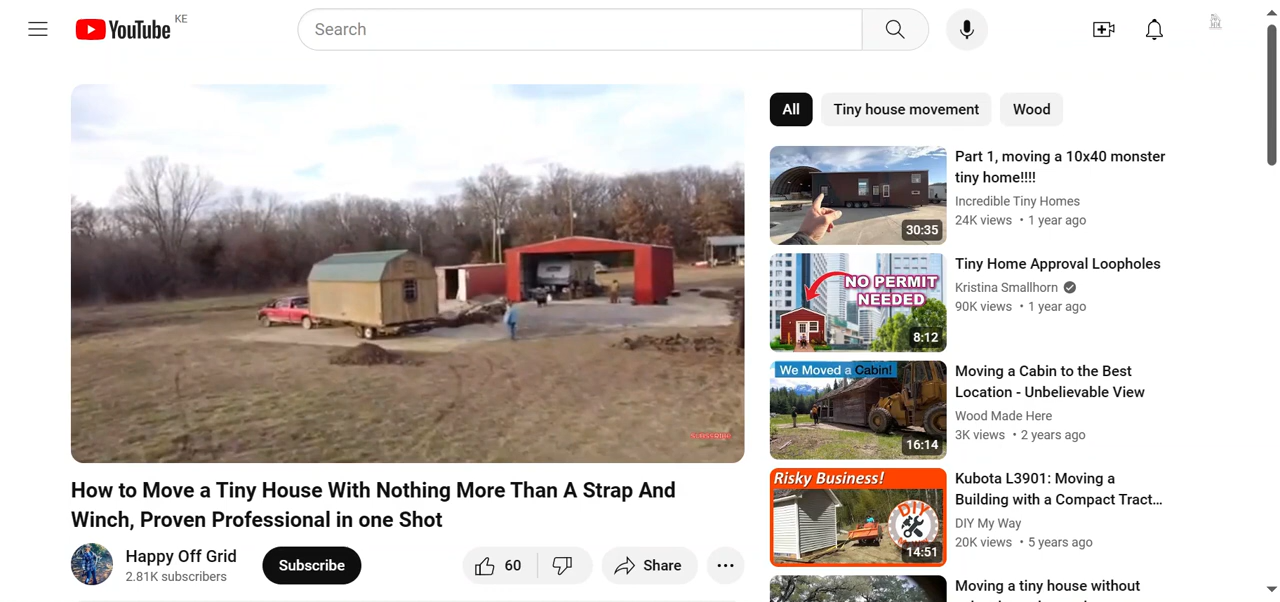 YouTube KE
Search
All
Tiny house movement
Wood
SUBSCRIBE
How to Move a Tiny House With Nothing More Than A Strap And
Winch, Proven Professional in one Shot
Happy Off Grid
2.81K subscribers
Subscribe
60
Share
30:35
Part 1, moving a 10x40 monster
tiny home!!!!
Incredible Tiny Homes
24K views • 1 year ago
NO PERMIT
NEEDED
8:12
Tiny Home Approval Loopholes
Kristina Smallhorn
90K views • 1 year ago
We Moved a Cabin!
16:14
Moving a Cabin to the Best
Location - Unbelievable View
Wood Made Here
3K views • 2 years ago
Risky Business!
DIY
14:51
Kubota L3901: Moving a
Building with a Compact Tract...
DIY My Way
20K views • 5 years ago
Moving a tiny house without